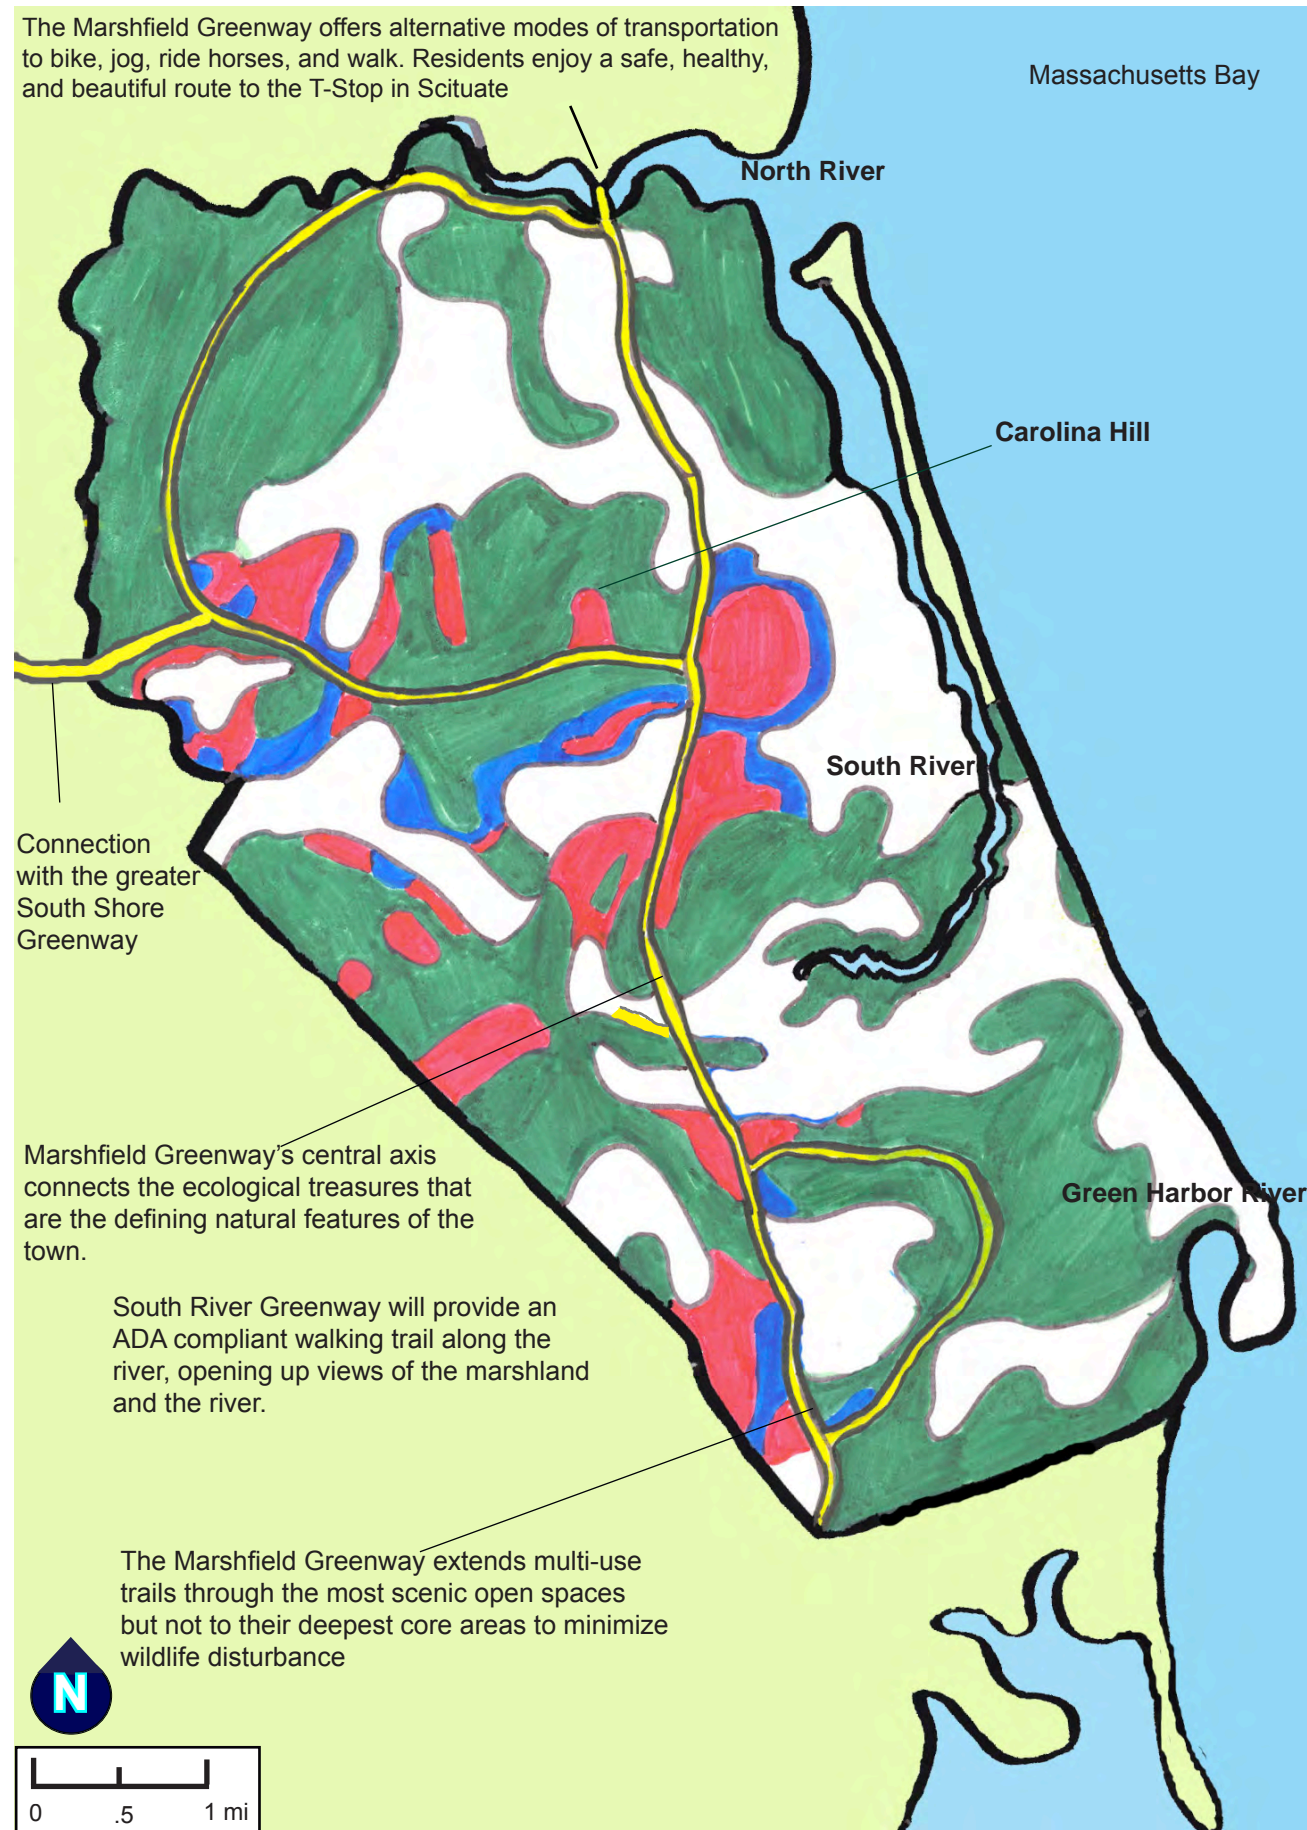 The Marshfield Greenway offers alternative modes of transportation
to bike, jog, ride horses, and walk. Residents enjoy a safe, healthy,
and beautiful route to the T-Stop in Scituate
Massachusetts Bay
North River
Carolina Hill
South River
Connection
with the greater
South Shore
Greenway
Marshfield Greenway's central axis
connects the ecological treasures that
are the defining natural features of the
town.
Green Harbor River
South River Greenway will provide an
ADA compliant walking trail along the
river, opening up views of the marshland
and the river.
The Marshfield Greenway extends multi-use
trails through the most scenic open spaces
but not to their deepest core areas to minimize
wildlife disturbance
N
0 .5 1 mi